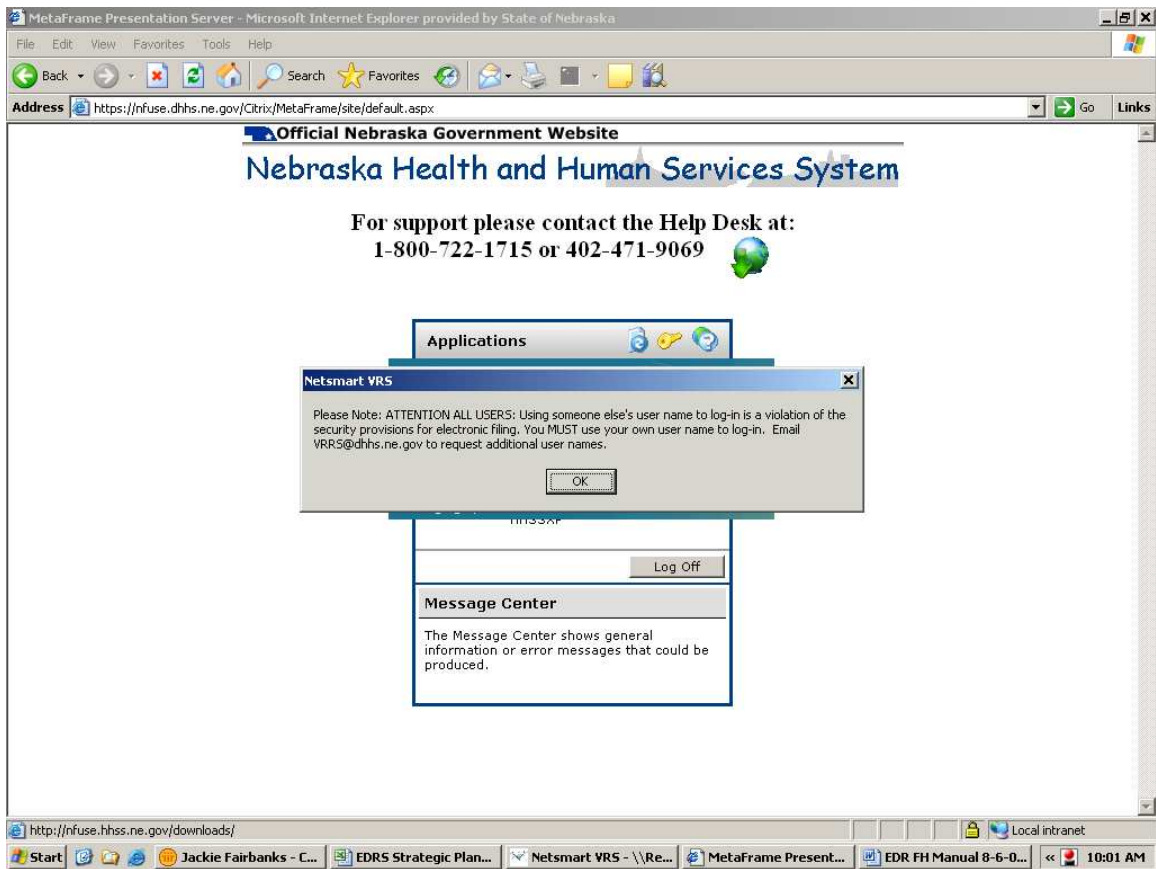 MetaFrame Presentation Server - Microsoft Internet Explorer provided by State of Nebraska
File Edit View Favorites Tools Help
Back Search Favorites
Address https://nfuse.dhhs.ne.gov/Citrix/MetaFrame/site/default.aspx Go Links
Official Nebraska Government Website
Nebraska Health and Human Services System
For support please contact the Help Desk at:
1-800-722-1715 or 402-471-9069
Applications
Netsmart VRS
Please Note: ATTENTION ALL USERS: Using someone else's user name to log-in is a violation of the
security provisions for electronic filing. You MUST use your own user name to log-in. Email
VRRS@dhhs.ne.gov to request additional user names.
OK
Log Off
Message Center
The Message Center shows general
information or error messages that could be
produced.
http://nfuse.hhss.ne.gov/downloads/ Local intranet
Start Jackie Fairbanks - C... EDRS Strategic Plan... Netsmart VRS - \\Re... MetaFrame Present... EDR FH Manual 8-6-0... « 10:01 AM